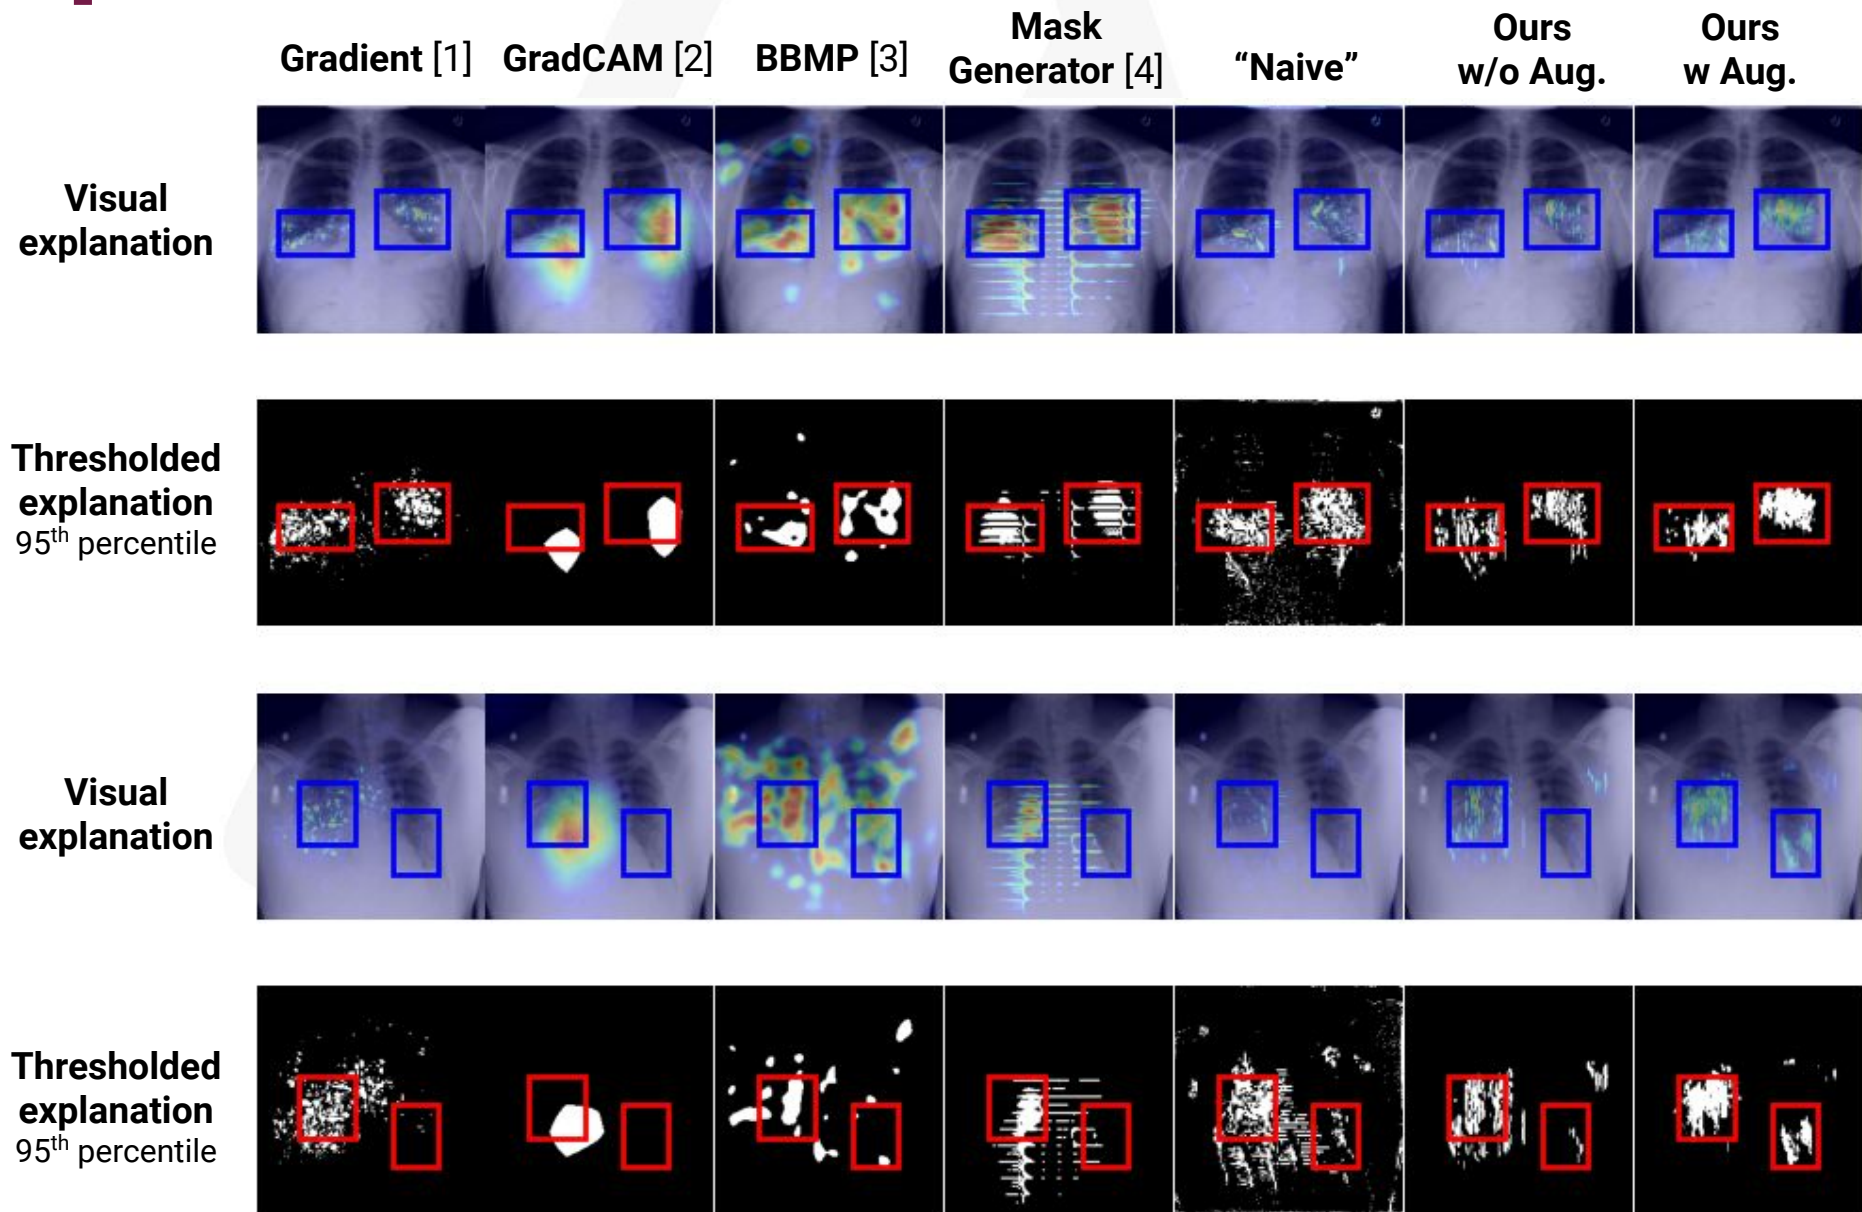 Gradient [1]
GradCAM [2]
BBMP [3]
Mask
Generator [4]
“Naive”
Ours
w/o Aug.
Ours
w Aug.
Visual
explanation
Thresholded
explanation
95th percentile
Visual
explanation
Thresholded
explanation
95th percentile